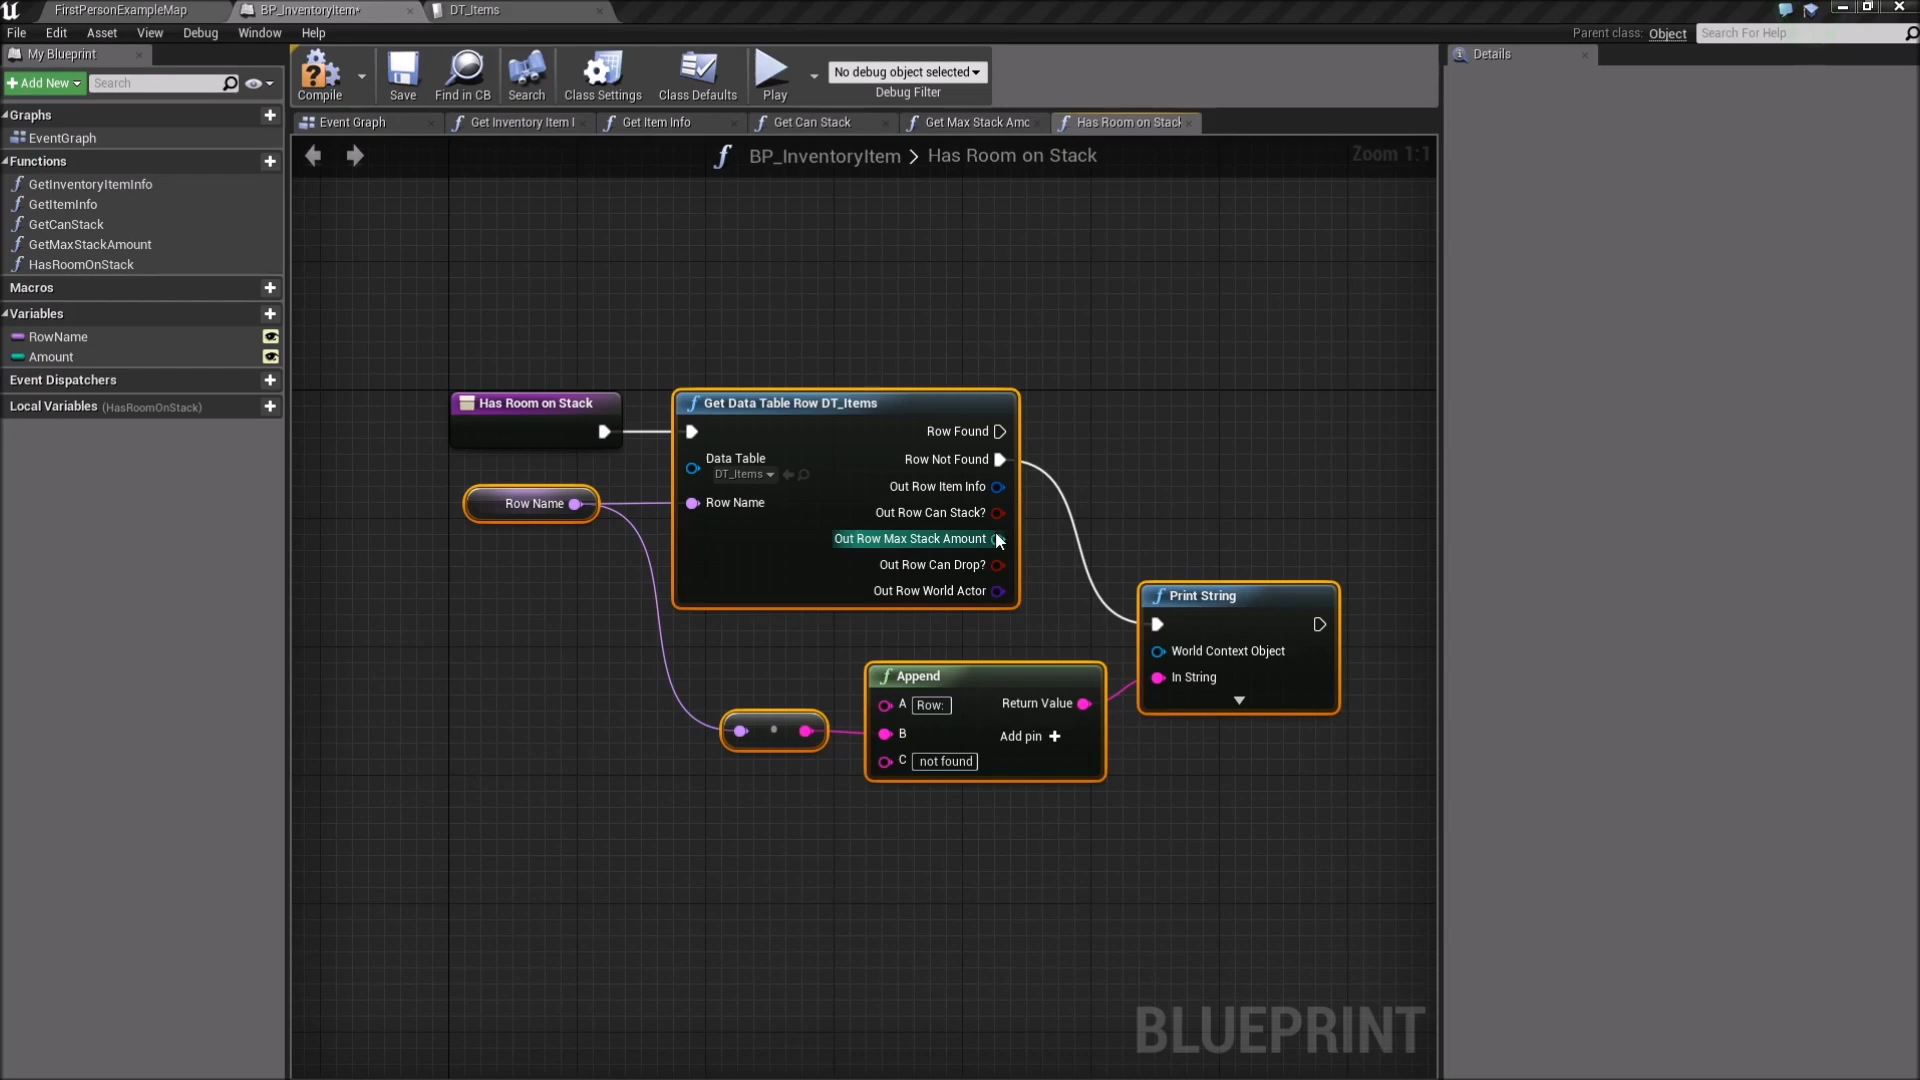 FirstPersonExampleMap
BP_InventoryItem*
DT_Items
File Edit Asset View Debug Window Help
Parent class: Object
Search For Help
My Blueprint
Details
Add New
Search
Compile
Save
Find in CB
Search
Class Settings
Class Defaults
Play
No debug object selected
Debug Filter
Graphs
EventGraph
Functions
GetInventoryItemInfo
GetItemInfo
GetCanStack
GetMaxStackAmount
HasRoomOnStack
Macros
Variables
RowName
Amount
Event Dispatchers
Local Variables (HasRoomOnStack)
Event Graph
Get Inventory Item I
Get Item Info
Get Can Stack
Get Max Stack Amo
Has Room on Stack
BP_InventoryItem > Has Room on Stack
Zoom 1:1
Has Room on Stack
Row Name
Get Data Table Row DT_Items
Row Found
Row Not Found
Data Table
DT_Items
Out Row Item Info
Row Name
Out Row Can Stack?
Out Row Max Stack Amount
Out Row Can Drop?
Out Row World Actor
Print String
World Context Object
In String
Append
A Row:
Return Value
B
Add pin
C not found
BLUEPRINT